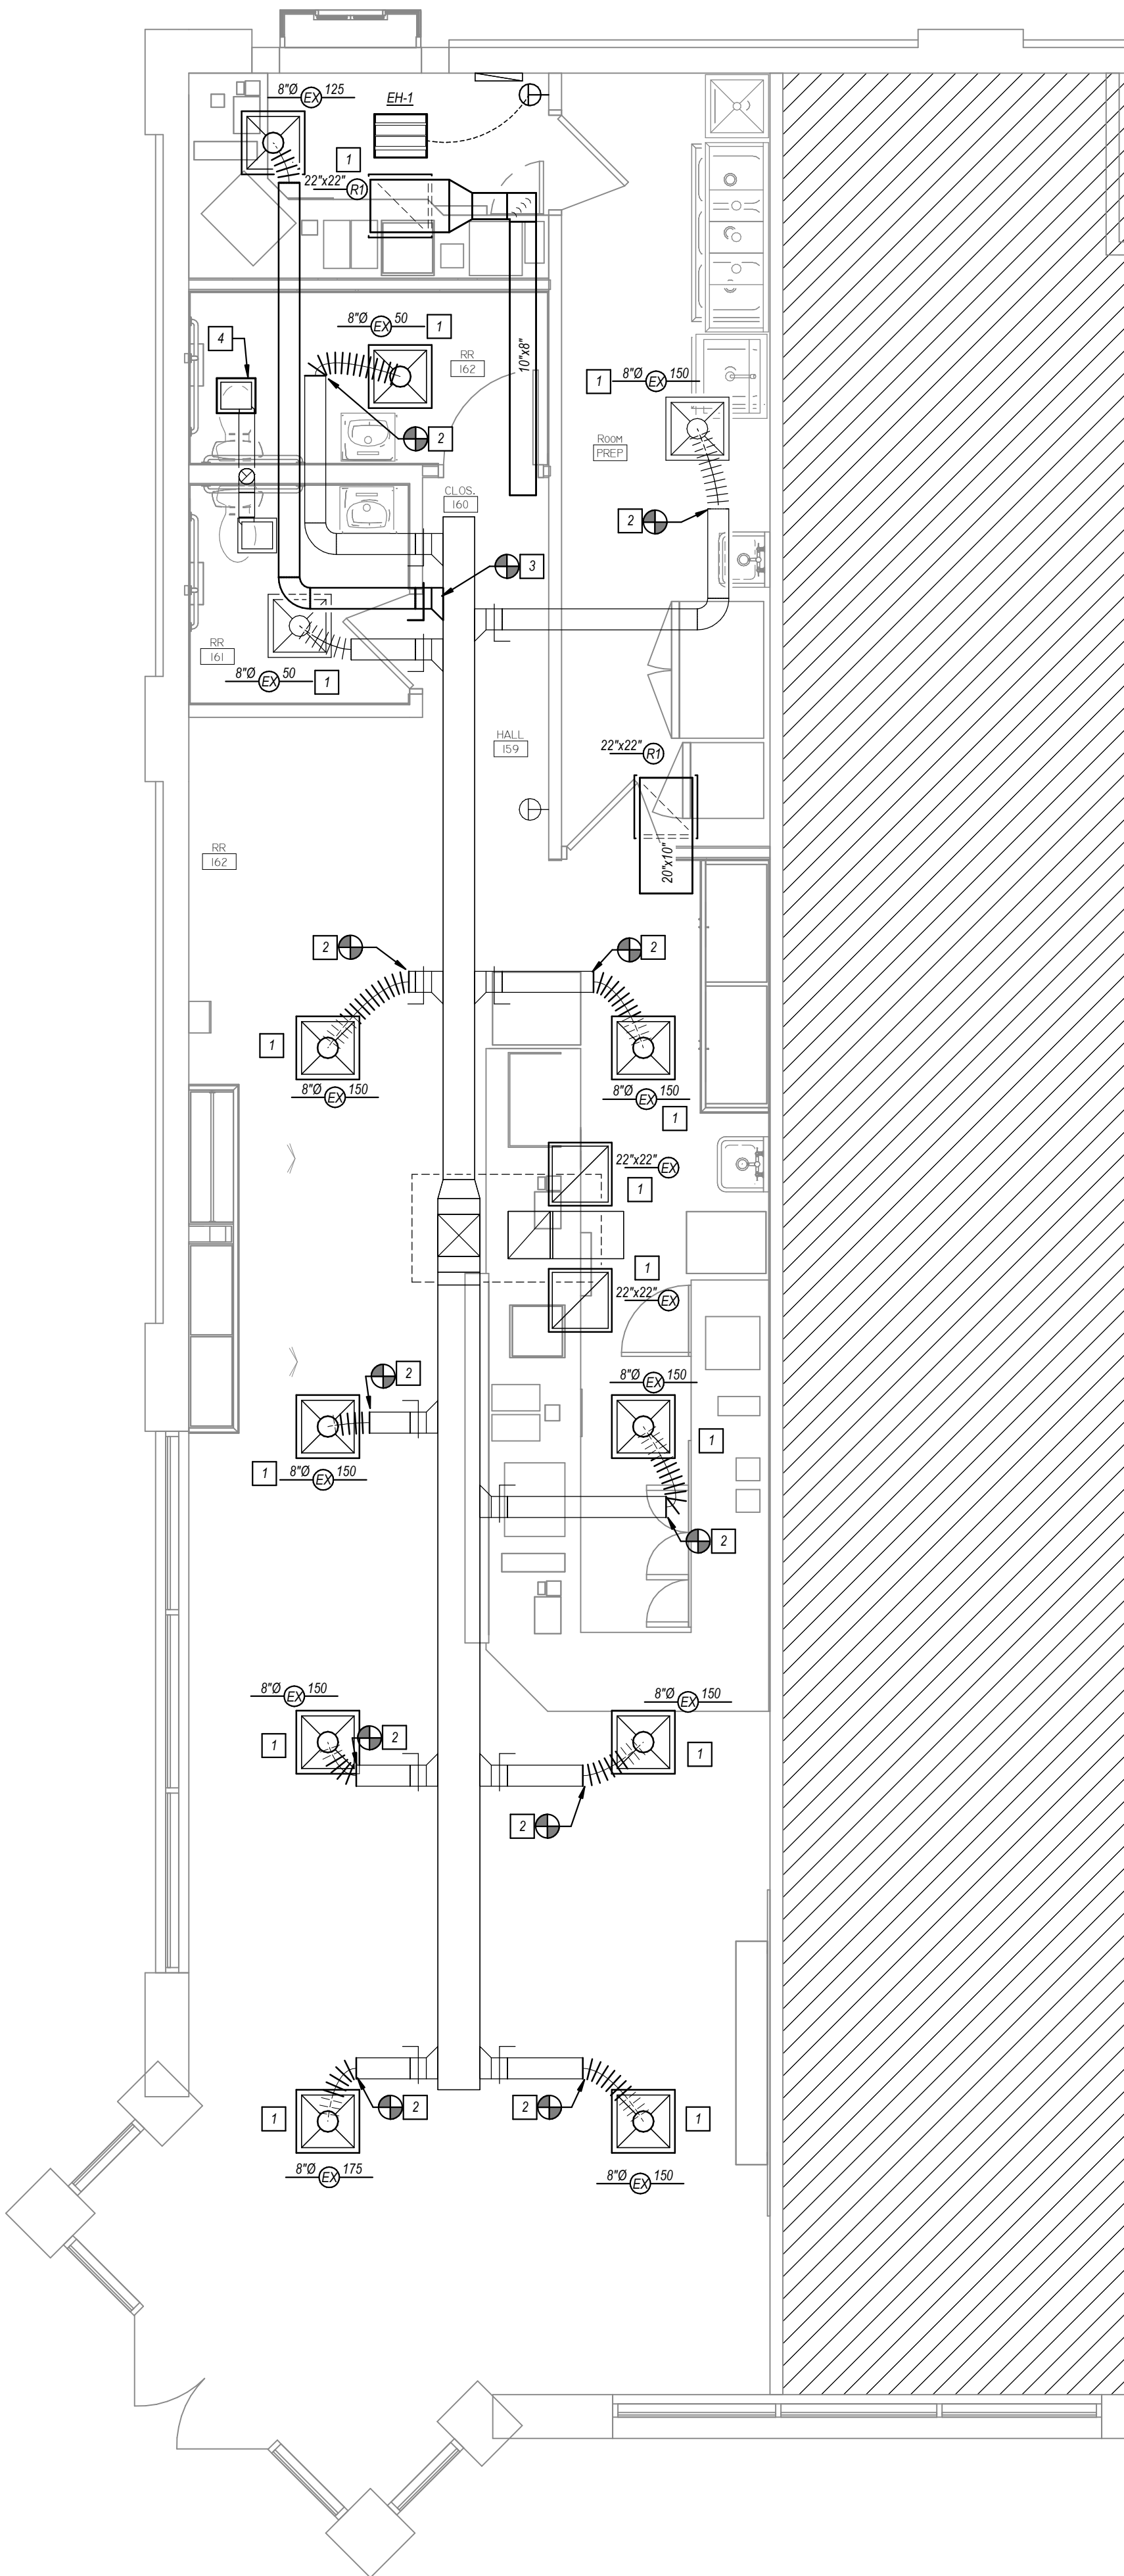 8"Ø EX 125
EH-1
1
22"x22" R1
8"Ø EX 50 1
4
RR
162
10"x8"
1 8"Ø EX 150
2
Room
PREP
CLOS.
160
2
3
RR
161
8"Ø EX 50 1
HALL
159
22"x22" R1
RR
162
20"x10"
2
2
1
8"Ø EX 150
8"Ø EX 150
1
22"x22" EX
1
1
22"x22" EX
2
8"Ø EX 150
1
1 8"Ø EX 150
2
8"Ø EX 150
8"Ø EX 150
1
2
1
2
1
2
2
1
8"Ø EX 175
8"Ø EX 150